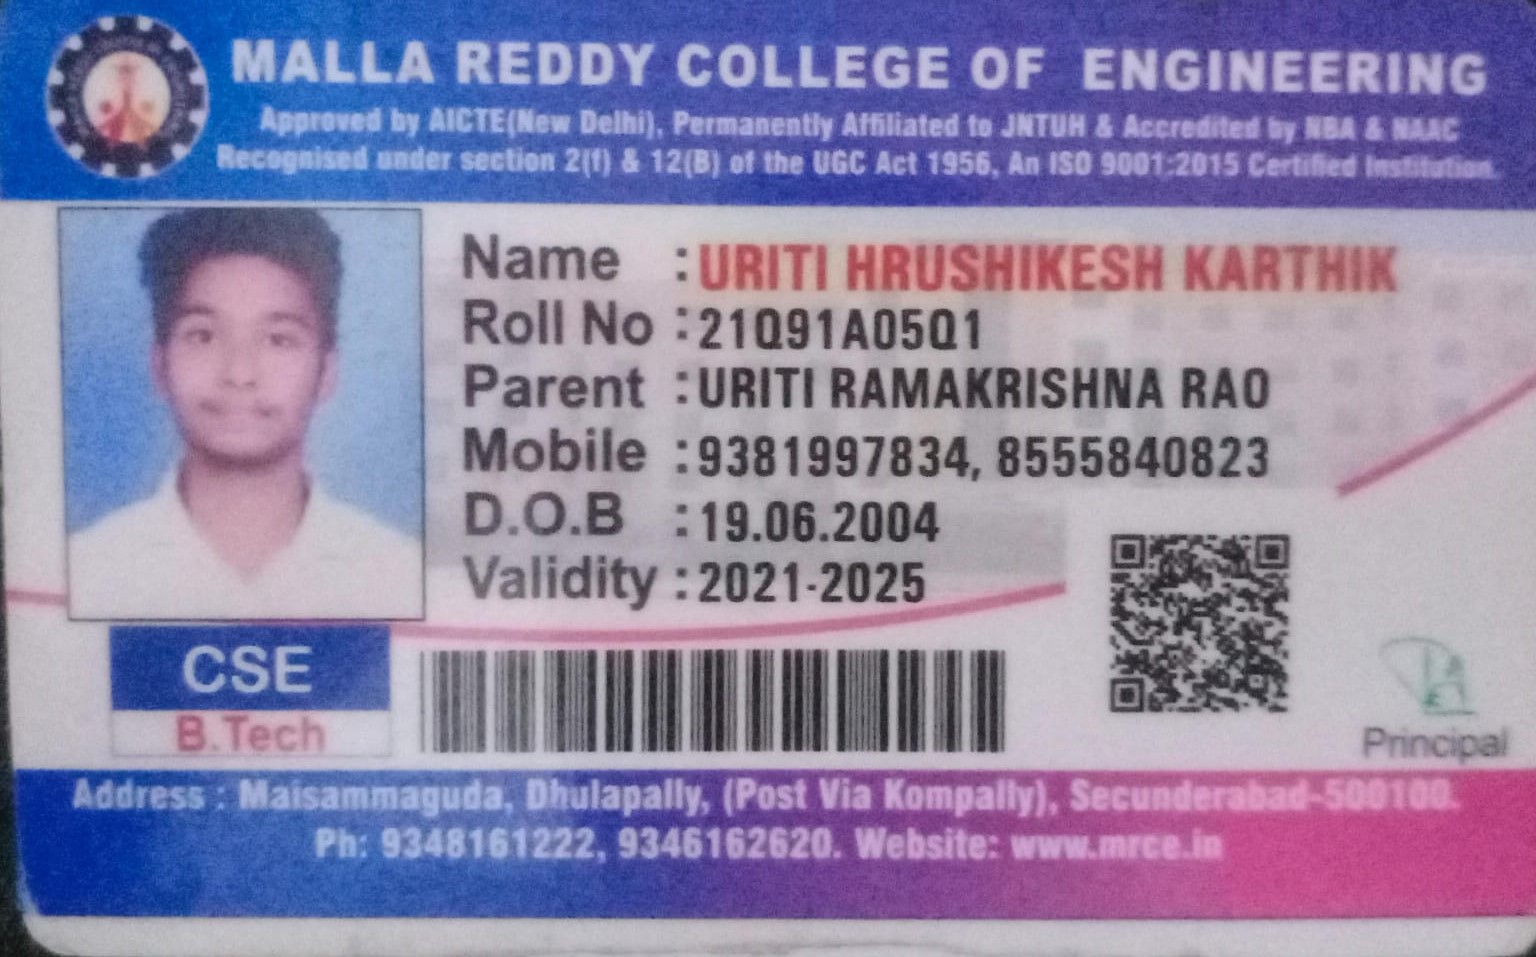 MALLA REDDY COLLEGE OF ENGINEERING
Approved by AICTE(New Delhi), Permanently Affiliated to JNTUH & Accredited by NBA & NAAC
Recognised under section 2(f) & 12(B) of the UGC Act 1956, An ISO 9001:2015 Certified Institution.
Name : URITI HRUSHIKESH KARTHIK
Roll No : 21Q91A05Q1
Parent : URITI RAMAKRISHNA RAO
Mobile : 9381997834, 8555840823
D.O.B : 19.06.2004
Validity : 2021-2025
CSE
B.Tech
Principal
Address : Maisammaguda, Dhulapally, (Post Via Kompally), Secunderabad-500100.
Ph: 9348161222, 9346162620. Website: www.mrce.in